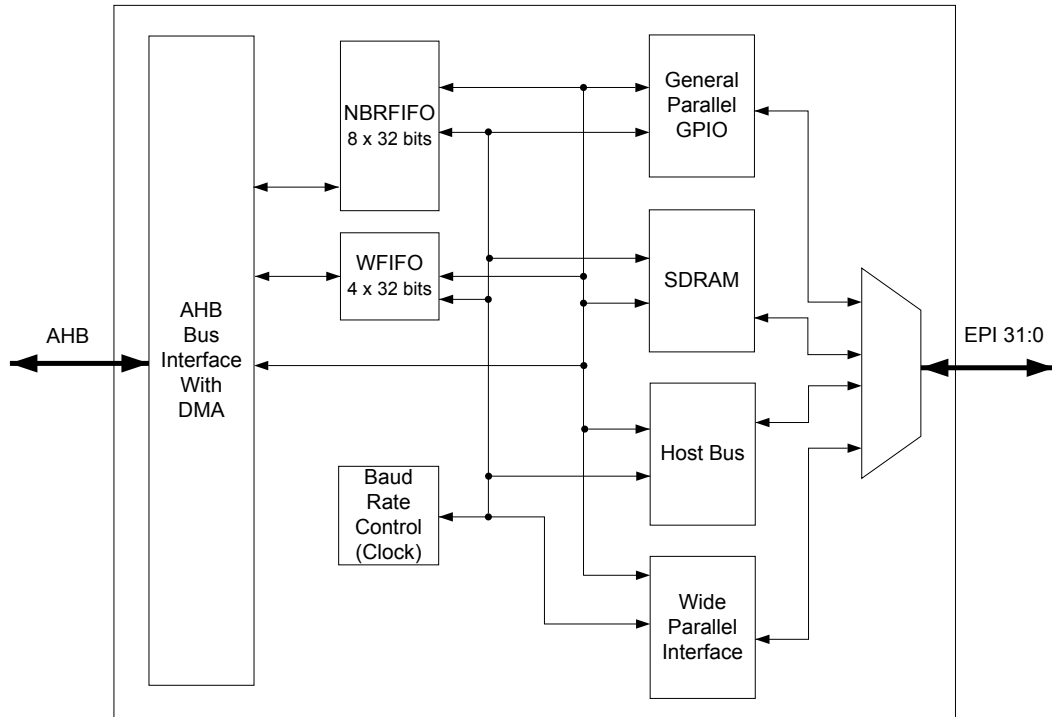 AHB
AHB
Bus
Interface
With
DMA
NBRFIFO
8 x 32 bits
WFIFO
4 x 32 bits
Baud
Rate
Control
(Clock)
General
Parallel
GPIO
SDRAM
Host Bus
Wide
Parallel
Interface
EPI 31:0